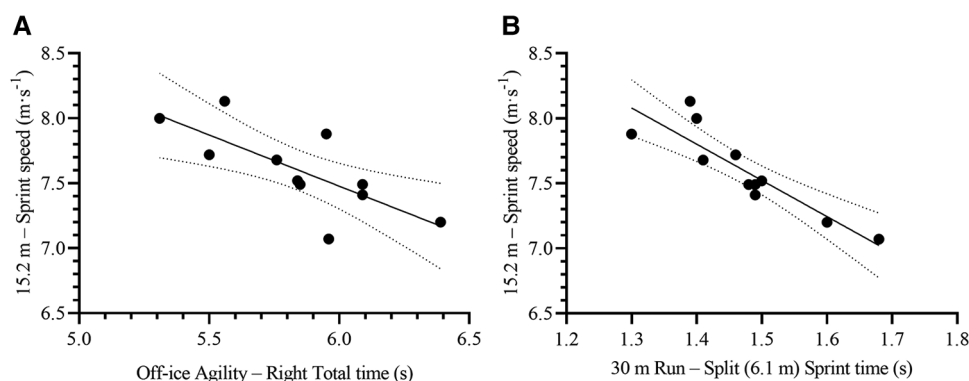 A
8.5
8.0
7.5
7.0
6.5
15.2 m – Sprint speed (m·s⁻¹)
5.0 5.5 6.0 6.5
Off-ice Agility – Right Total time (s)
B
8.5
8.0
7.5
7.0
6.5
15.2 m – Sprint speed (m·s⁻¹)
1.2 1.3 1.4 1.5 1.6 1.7 1.8
30 m Run – Split (6.1 m) Sprint time (s)